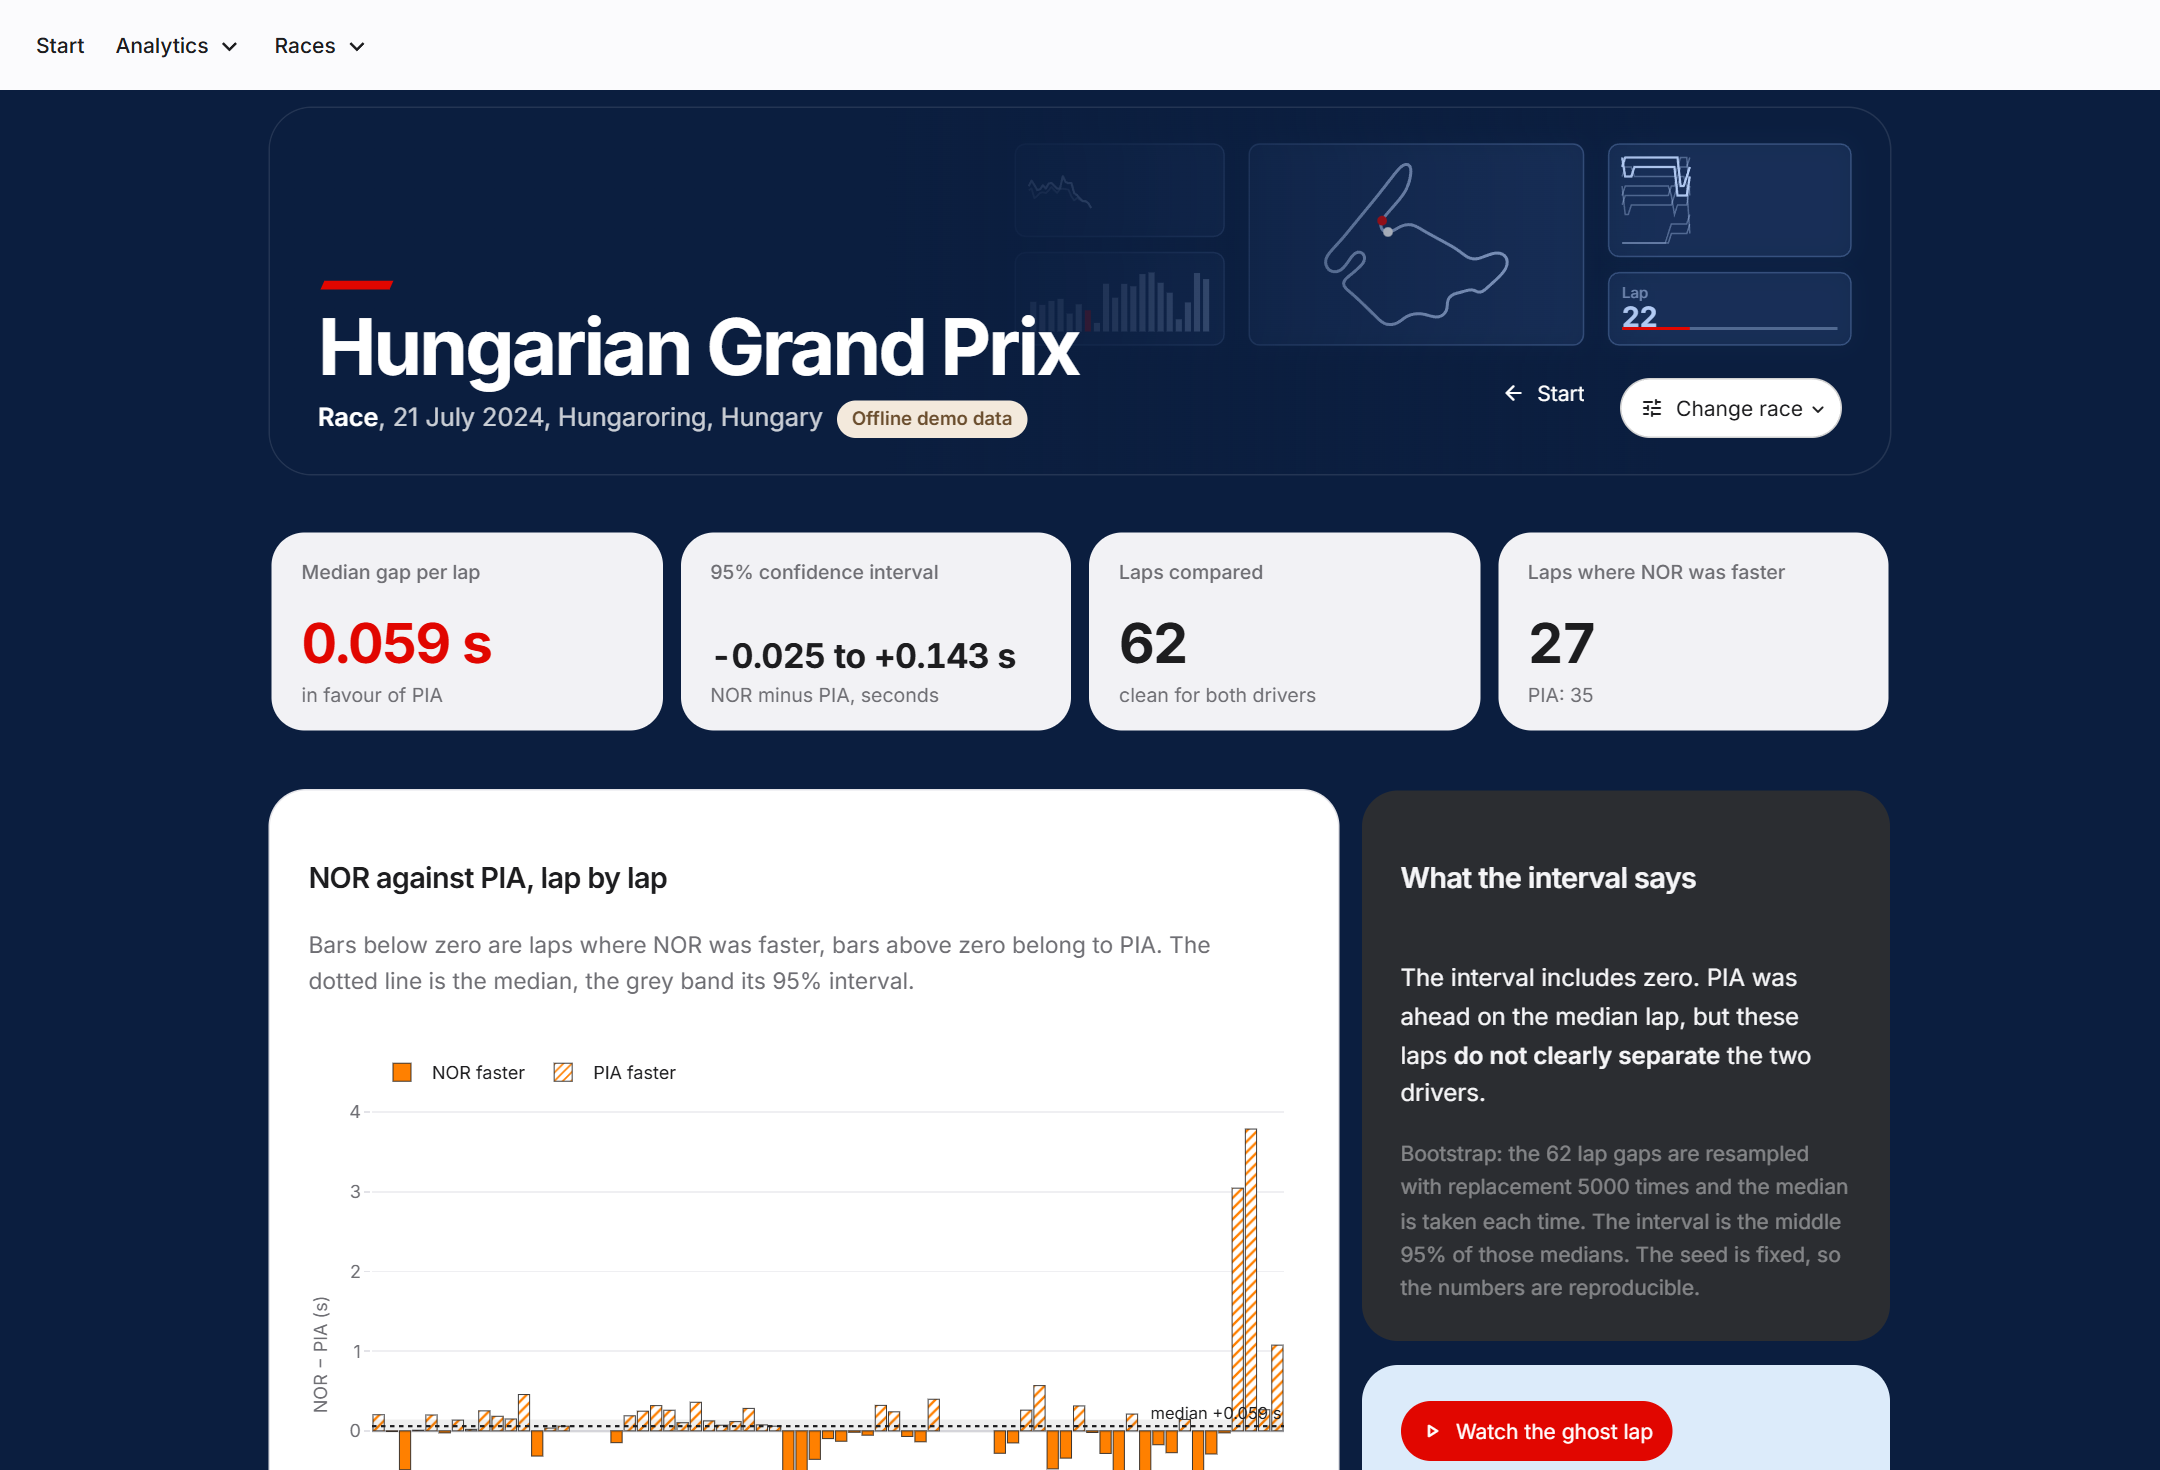 Start
Analytics
Races
Lap
22
Hungarian Grand Prix
Race, 21 July 2024, Hungaroring, Hungary
Offline demo data
Start
Change race
Median gap per lap
0.059 s
in favour of PIA
95% confidence interval
-0.025 to +0.143 s
NOR minus PIA, seconds
Laps compared
62
clean for both drivers
Laps where NOR was faster
27
PIA: 35
NOR against PIA, lap by lap
Bars below zero are laps where NOR was faster, bars above zero belong to PIA. The
dotted line is the median, the grey band its 95% interval.
NOR faster
PIA faster
4
3
2
1
0
NOR – PIA (s)
median +0.059 s
What the interval says
The interval includes zero. PIA was
ahead on the median lap, but these
laps do not clearly separate the two
drivers.
Bootstrap: the 62 lap gaps are resampled
with replacement 5000 times and the median
is taken each time. The interval is the middle
95% of those medians. The seed is fixed, so
the numbers are reproducible.
Watch the ghost lap